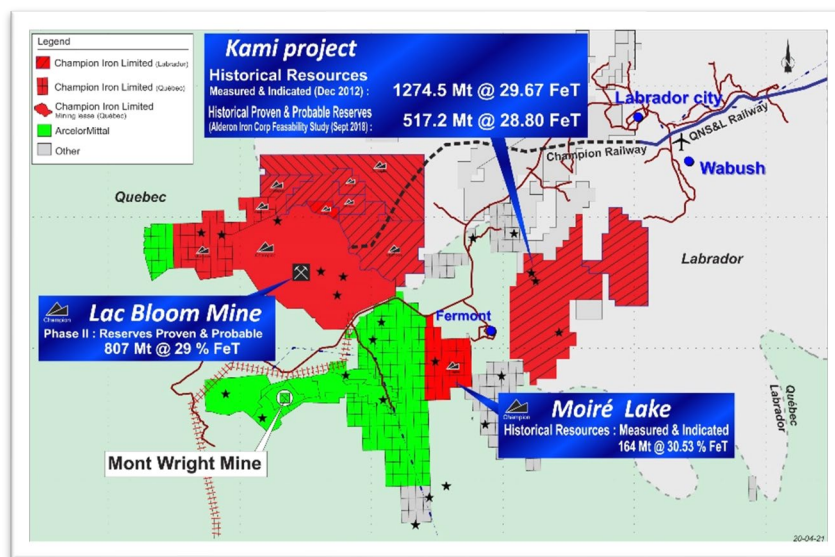 Legend
Champion Iron Limited (Labrador)
Champion Iron Limited (Québec)
Champion Iron Limited
Mining lease (Québec)
ArcelorMittal
Other
Kami project
Historical Resources
Measured & Indicated (Dec 2012) : 1274.5 Mt @ 29.67 FeT
Historical Proven & Probable Reserves
(Alderon Iron Corp Feasability Study (Sept 2018) : 517.2 Mt @ 28.80 FeT
Labrador city
QNS&L Railway
Champion Railway
Wabush
Quebec
Labrador
Champion
Lac Bloom Mine
Phase II : Reserves Proven & Probable
807 Mt @ 29 % FeT
Fermont
Champion
Moiré Lake
Historical Resources : Measured & Indicated
164 Mt @ 30.53 % FeT
Québec
Labrador
Mont Wright Mine
20-04-21